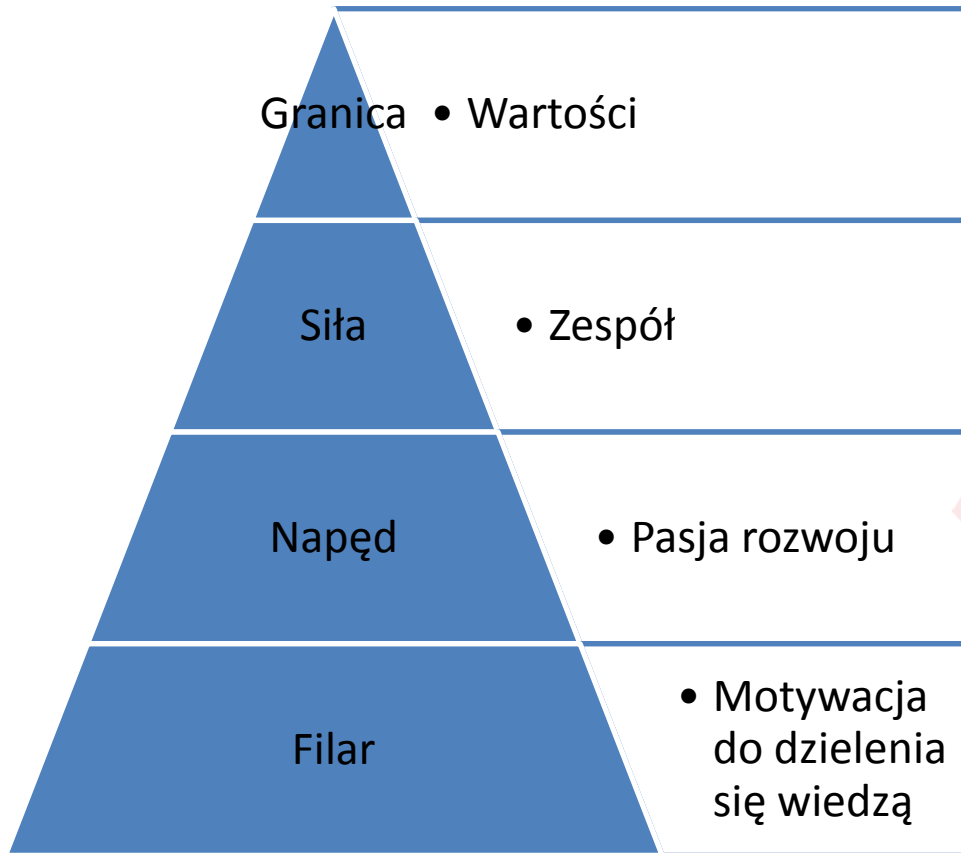 Granica • Wartości
Siła • Zespół
Napęd • Pasja rozwoju
Filar • Motywacja
do dzielenia
się wiedzą